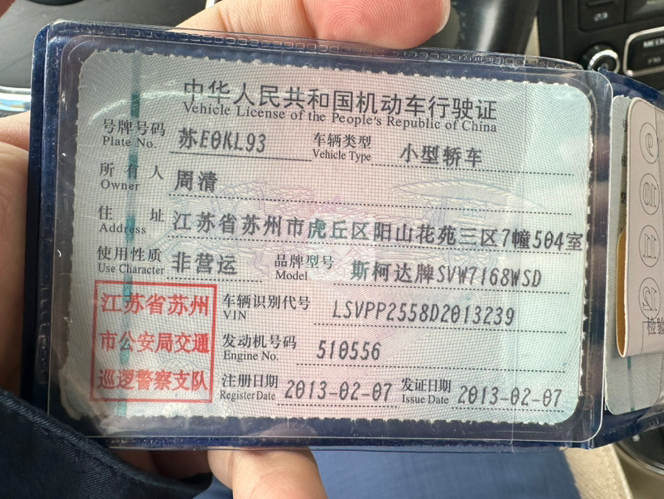 中华人民共和国机动车行驶证
Vehicle License of the People's Republic of China
号牌号码 苏E0KL93 车辆类型 小型轿车
Plate No. Vehicle Type
所有人 周清
Owner
住址 江苏省苏州市虎丘区阳山花苑三区7幢504室
Address
使用性质 非营运 品牌型号 斯柯达牌SVW7168WSD
Use Character Model
江苏省苏州
市公安局交通
巡逻警察支队
车辆识别代号 LSVPP2558D2013239
VIN
发动机号码 510556
Engine No.
注册日期 2013-02-07 发证日期 2013-02-07
Register Date Issue Date
9
10
11
12